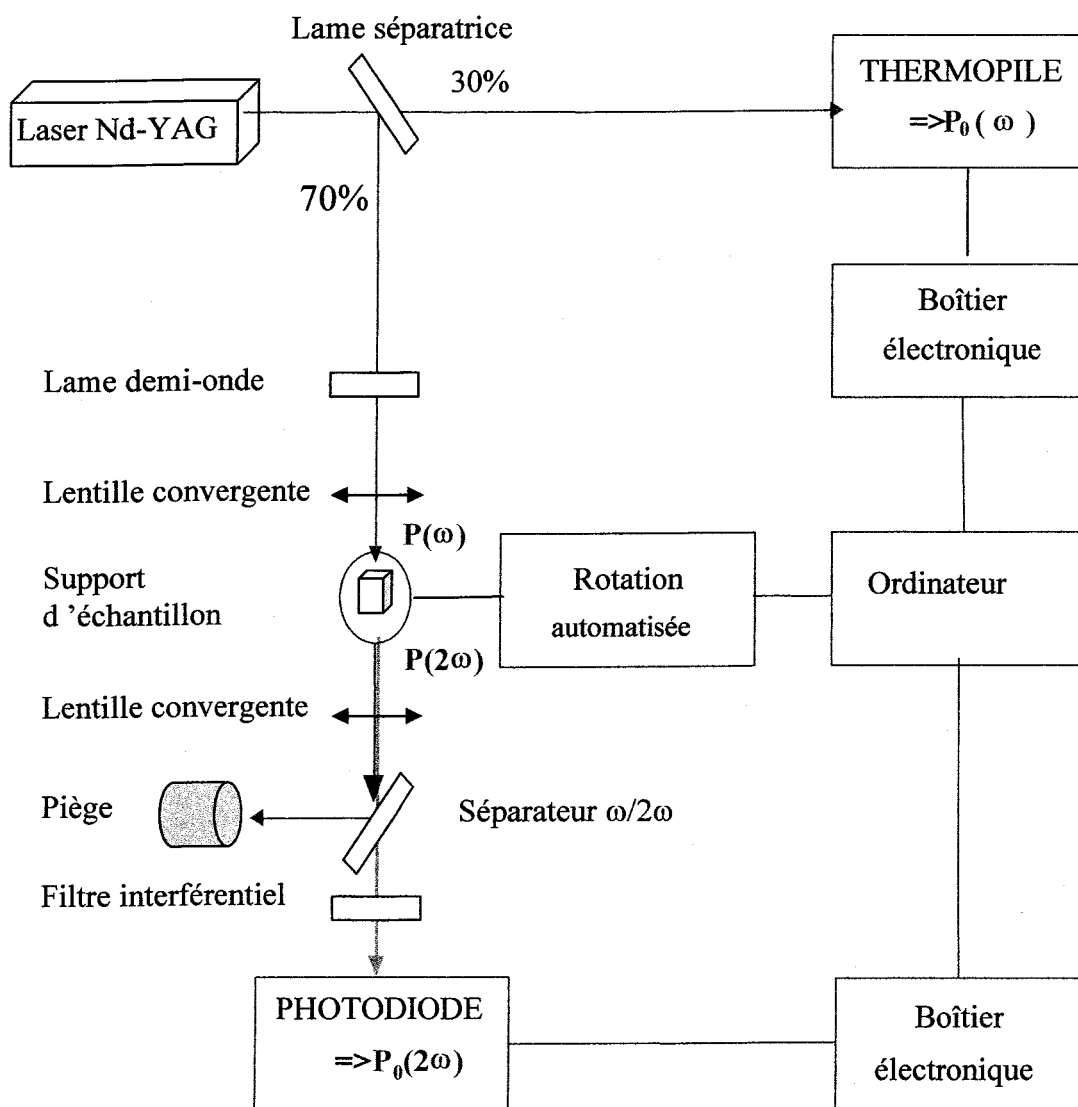 Lame séparatrice
30%
THERMOPILE
=>P₀ ( ω )
Laser Nd-YAG
70%
Boîtier
électronique
Lame demi-onde
Lentille convergente
P(ω)
Support
d ’échantillon
Rotation
automatisée
Ordinateur
P(2ω)
Lentille convergente
Piège
Séparateur ω/2ω
Filtre interférentiel
PHOTODIODE
=>P₀(2ω)
Boîtier
électronique